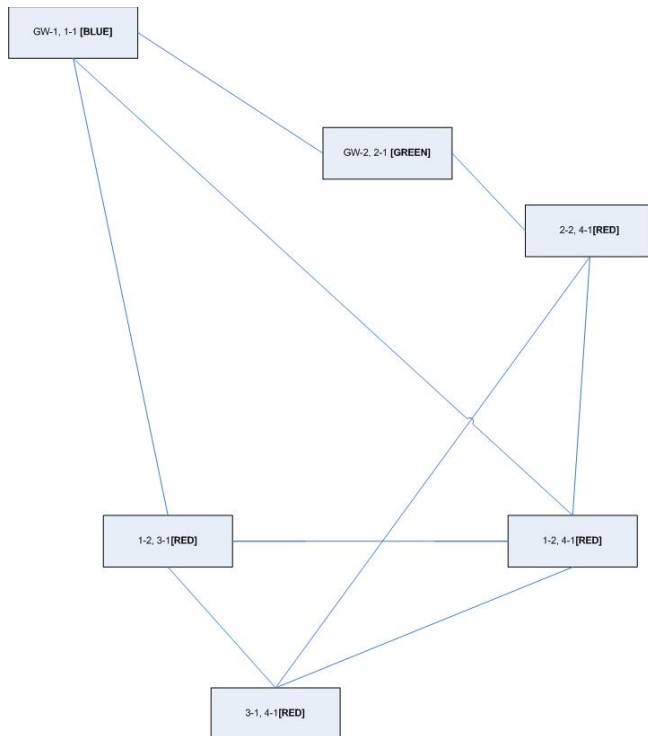 GW-1, 1-1 [BLUE]
GW-2, 2-1 [GREEN]
2-2, 4-1[RED]
1-2, 3-1[RED]
1-2, 4-1[RED]
3-1, 4-1[RED]